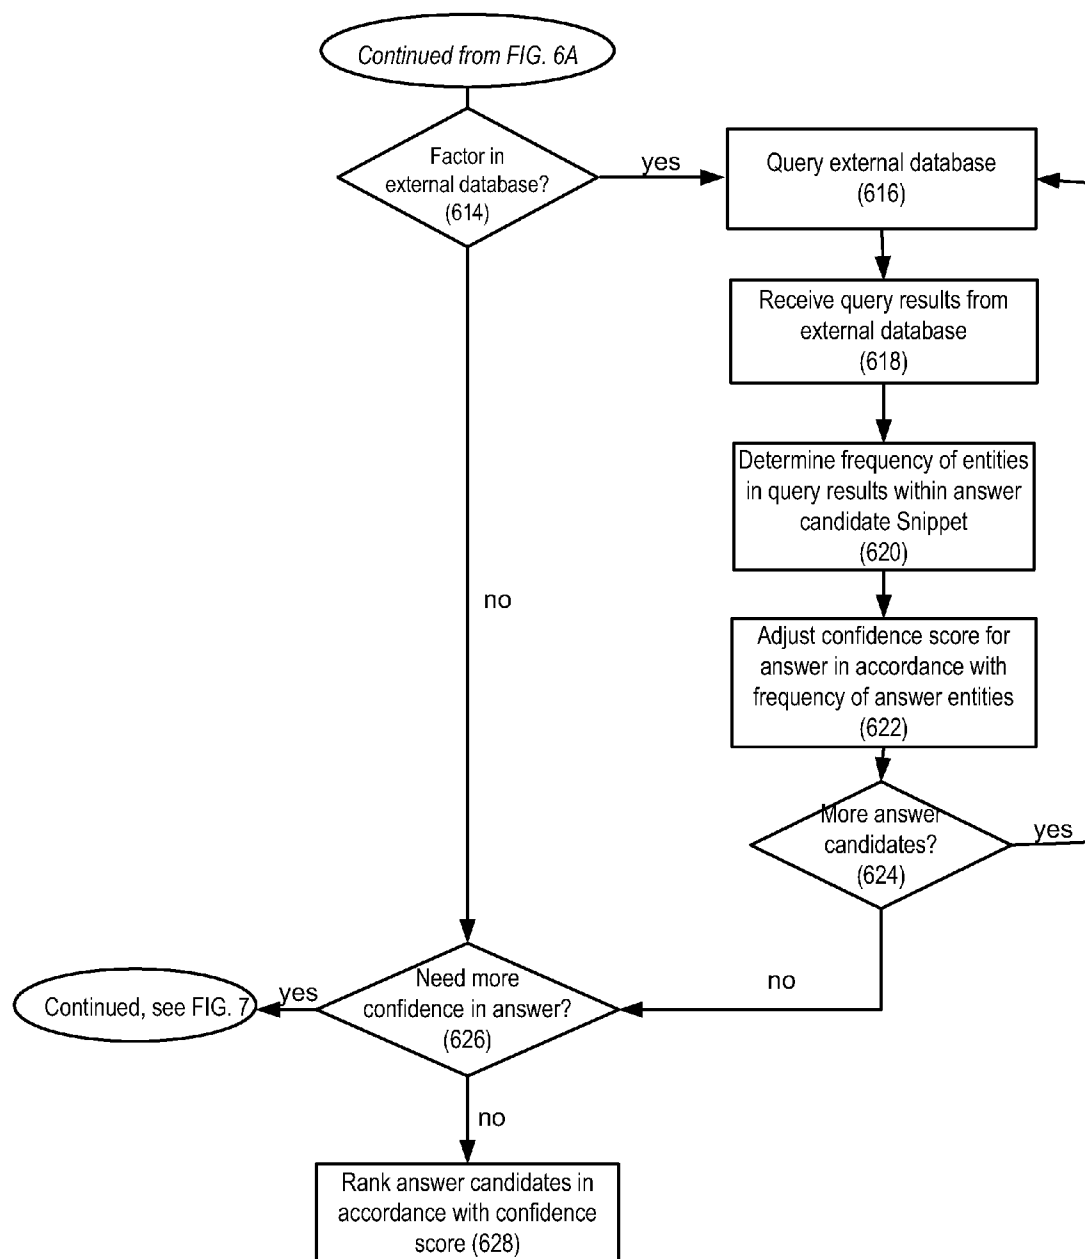 Continued from FIG. 6A
Factor in
external database?
(614)
yes
Query external database
(616)
Receive query results from
external database
(618)
Determine frequency of entities
in query results within answer
candidate Snippet
(620)
no
Adjust confidence score for
answer in accordance with
frequency of answer entities
(622)
More answer
candidates?
(624)
yes
no
Need more
confidence in answer?
(626)
yes
Continued, see FIG. 7
no
Rank answer candidates in
accordance with confidence
score (628)